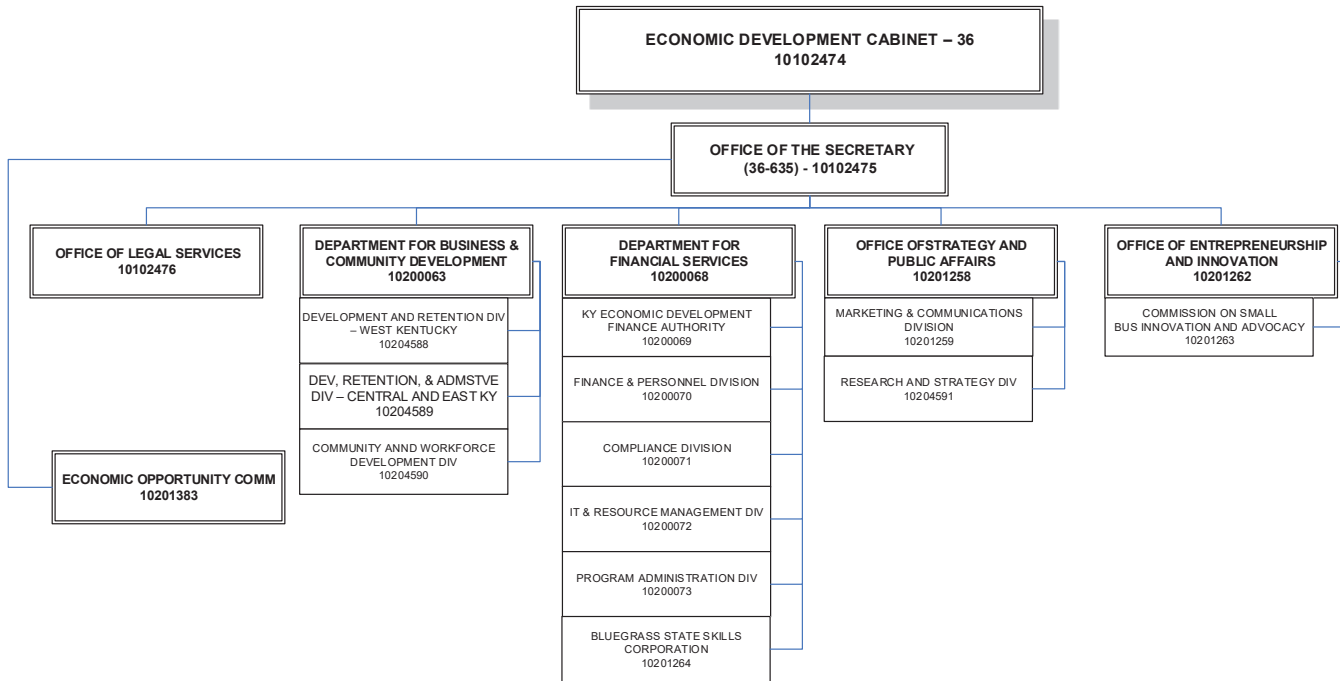 ECONOMIC DEVELOPMENT CABINET – 36
10102474
OFFICE OF THE SECRETARY
(36-635) - 10102475
OFFICE OF LEGAL SERVICES
10102476
DEPARTMENT FOR BUSINESS &
COMMUNITY DEVELOPMENT
10200063
DEVELOPMENT AND RETENTION DIV
– WEST KENTUCKY
10204588
DEV, RETENTION, & ADMSTVE
DIV – CENTRAL AND EAST KY
10204589
COMMUNITY ANND WORKFORCE
DEVELOPMENT DIV
10204590
DEPARTMENT FOR
FINANCIAL SERVICES
10200068
KY ECONOMIC DEVELOPMENT
FINANCE AUTHORITY
10200069
FINANCE & PERSONNEL DIVISION
10200070
COMPLIANCE DIVISION
10200071
IT & RESOURCE MANAGEMENT DIV
10200072
PROGRAM ADMINISTRATION DIV
10200073
BLUEGRASS STATE SKILLS
CORPORATION
10201264
OFFICE OFSTRATEGY AND
PUBLIC AFFAIRS
10201258
MARKETING & COMMUNICATIONS
DIVISION
10201259
RESEARCH AND STRATEGY DIV
10204591
OFFICE OF ENTREPRENEURSHIP
AND INNOVATION
10201262
COMMISSION ON SMALL
BUS INNOVATION AND ADVOCACY
10201263
ECONOMIC OPPORTUNITY COMM
10201383